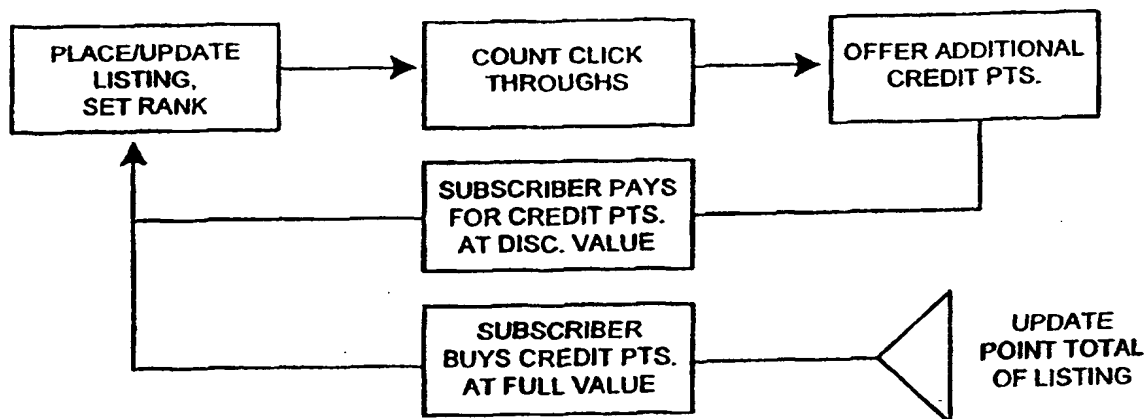 PLACE/UPDATE
LISTING,
SET RANK
COUNT CLICK
THROUGHS
OFFER ADDITIONAL
CREDIT PTS.
SUBSCRIBER PAYS
FOR CREDIT PTS.
AT DISC. VALUE
SUBSCRIBER
BUYS CREDIT PTS.
AT FULL VALUE
UPDATE
POINT TOTAL
OF LISTING